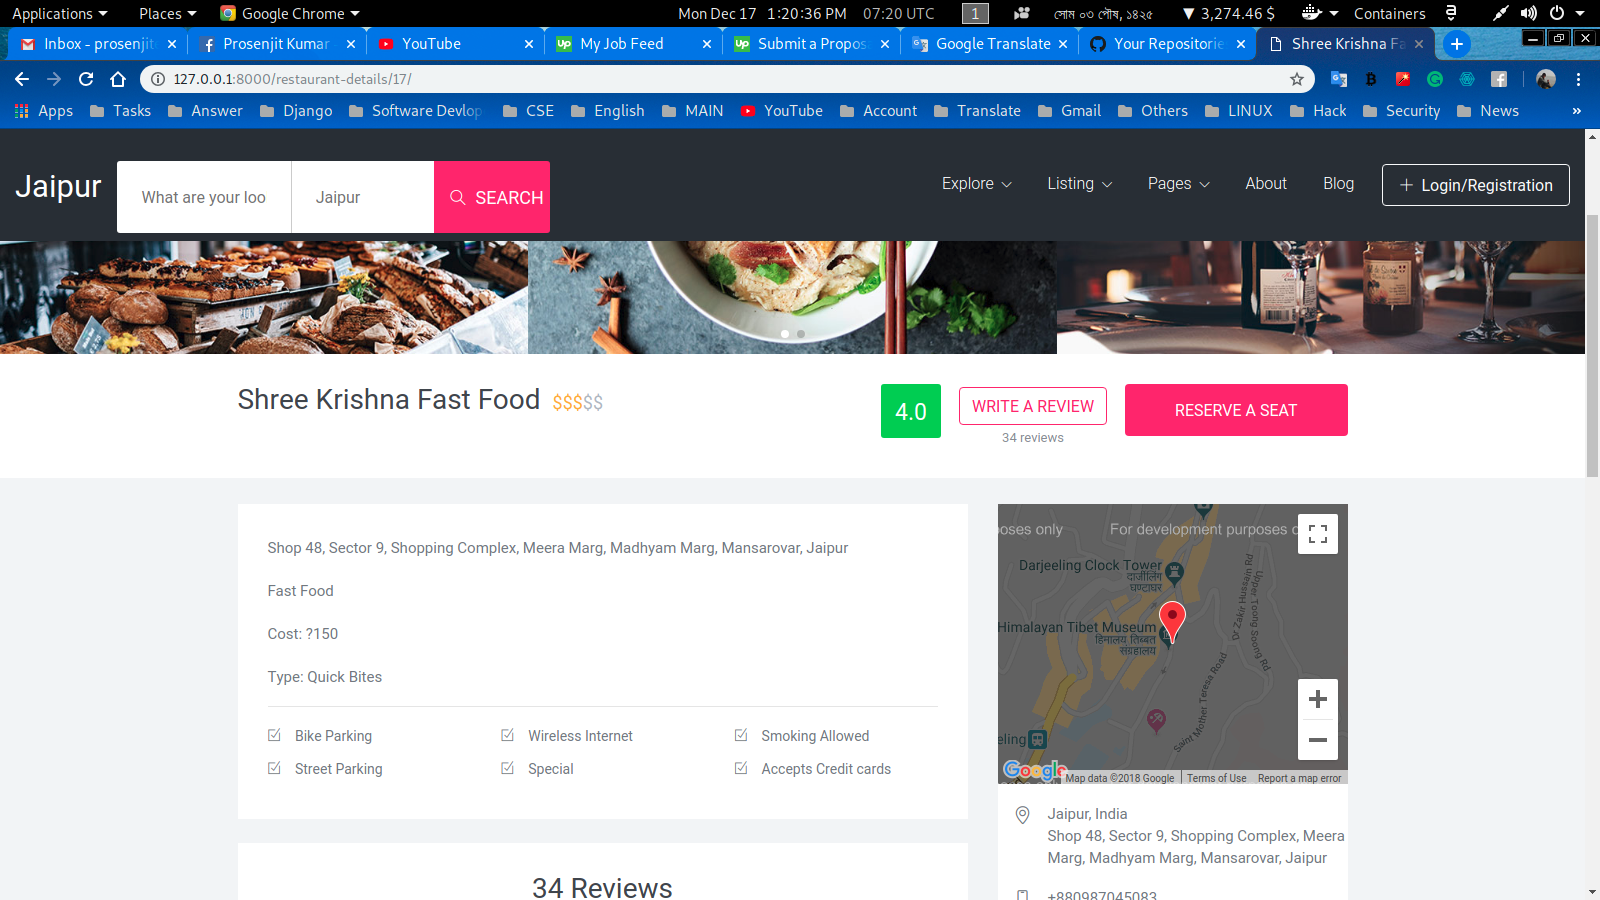 Applications Places Google Chrome Mon Dec 17 1:20:36 PM 07:20 UTC 1 সোম ০৩ পৌষ, ১৪২৫ ▼ 3,274.46 $ Containers
Inbox - prosenjit Prosenjit Kumar YouTube My Job Feed Submit a Propos Google Translate Your Repositorie Shree Krishna Fa
127.0.0.1:8000/restaurant-details/17/
Apps Tasks Answer Django Software Devlop CSE English MAIN YouTube Account Translate Gmail Others LINUX Hack Security News »
Jaipur What are your loo Jaipur SEARCH Explore Listing Pages About Blog + Login/Registration
Shree Krishna Fast Food $$$$$ 4.0 WRITE A REVIEW RESERVE A SEAT
34 reviews
Shop 48, Sector 9, Shopping Complex, Meera Marg, Madhyam Marg, Mansarovar, Jaipur
Fast Food
Cost: ?150
Type: Quick Bites
Bike Parking Wireless Internet Smoking Allowed
Street Parking Special Accepts Credit cards
34 Reviews
poses only For development purposes o
Darjeeling Clock Tower
दार्जीलिंग
घण्टाघर
Himalayan Tibet Museum
हिमालय तिब्बत
संग्रहालय
Dr Zakir Hussain Rd
Upper Toong Soong Rd
Saint Mother Teresa Road
eling
Google Map data ©2018 Google Terms of Use Report a map error
Jaipur, India
Shop 48, Sector 9, Shopping Complex, Meera
Marg, Madhyam Marg, Mansarovar, Jaipur
+880987045083